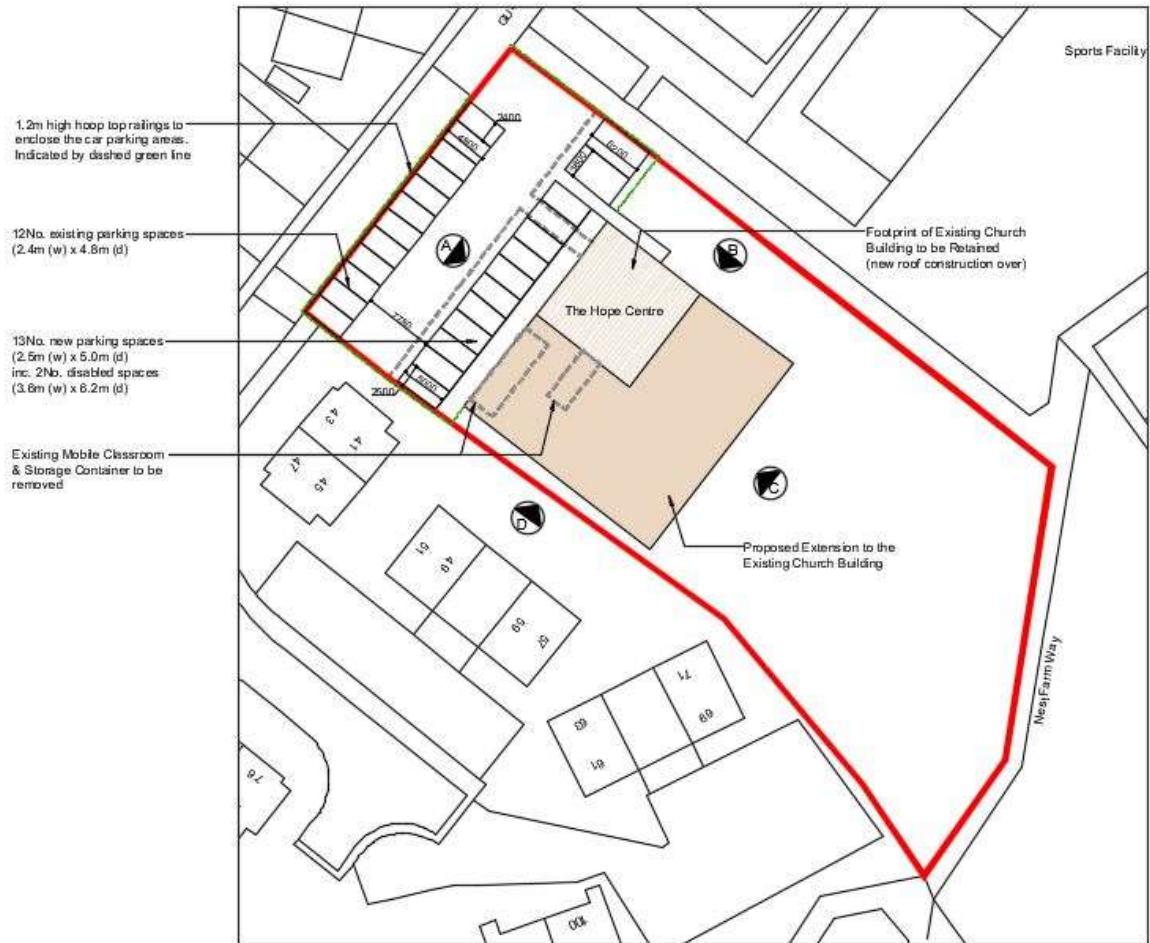 Sports Facility
1.2m high hoop top railings to
enclose the car parking areas.
Indicated by dashed green line
2400
4800
6200
3600
12No. existing parking spaces
(2.4m (w) x 4.8m (d)
A
B
Footprint of Existing Church
Building to be Retained
(new roof construction over)
The Hope Centre
7750
13No. new parking spaces
(2.5m (w) x 5.0m (d)
inc. 2No. disabled spaces
(3.6m (w) x 6.2m (d)
2500
5000
43
41
47
45
Existing Mobile Classroom
& Storage Container to be
removed
C
D
Proposed Extension to the
Existing Church Building
51
49
59
57
Nest Farm Way
71
69
63
61
76
100